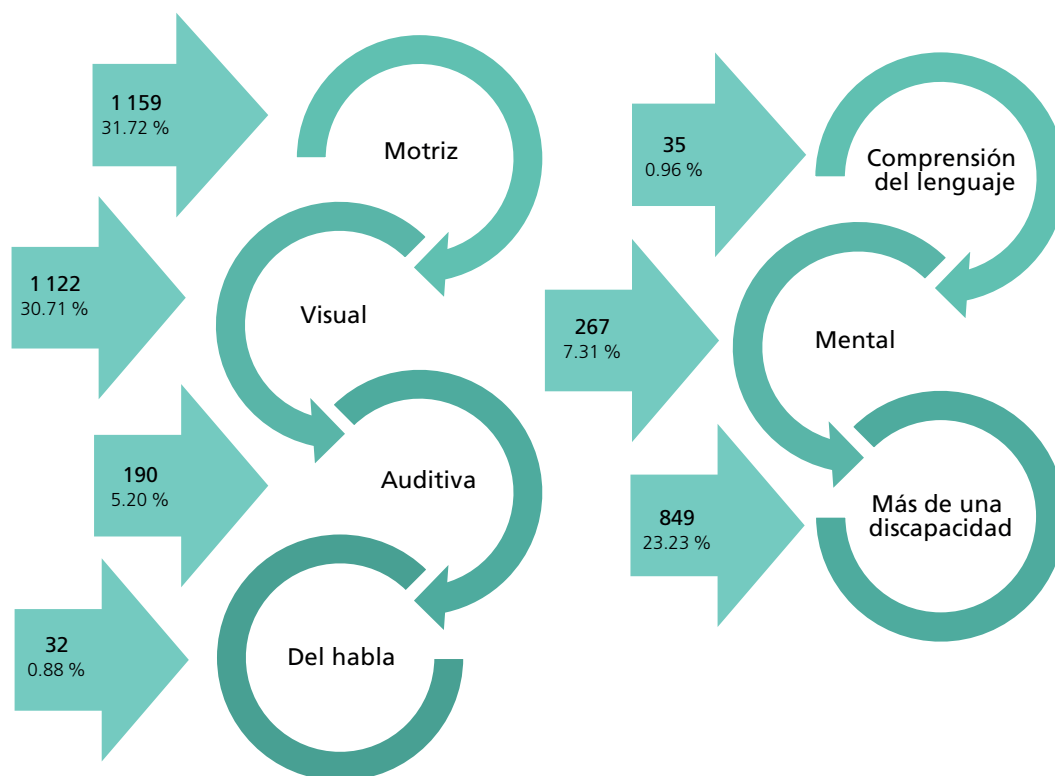 1 159
31.72 %
Motriz
1 122
30.71 %
Visual
190
5.20 %
Auditiva
32
0.88 %
Del habla
35
0.96 %
Comprensión
del lenguaje
267
7.31 %
Mental
849
23.23 %
Más de una
discapacidad